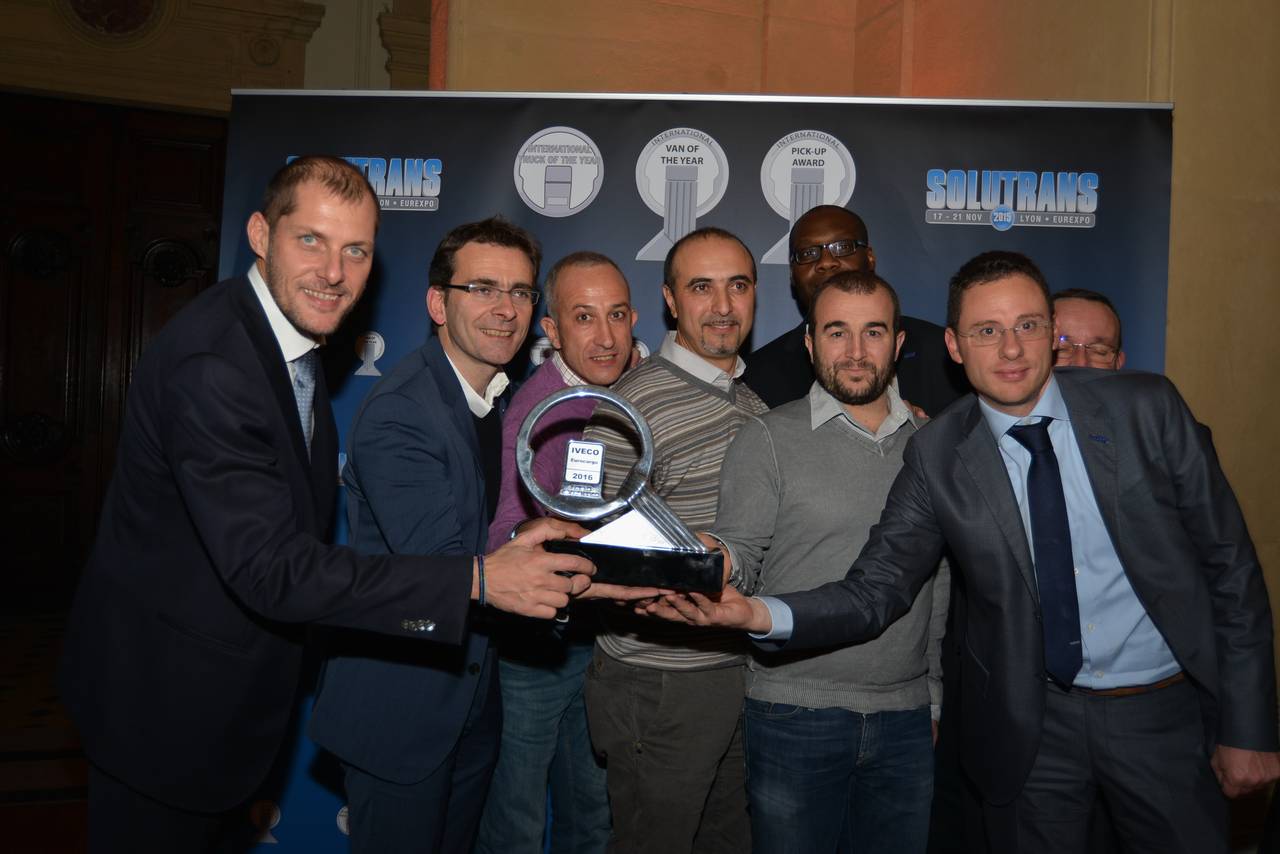 INTERNATIONAL
TRUCK OF THE YEAR
INTERNATIONAL
VAN OF
THE YEAR
INTERNATIONAL
PICK-UP
AWARD
SOLUTRANS
LYON • EUREXPO
SOLUTRANS
17 - 21 NOV 2015 LYON • EUREXPO
IVECO
Eurocargo
2016